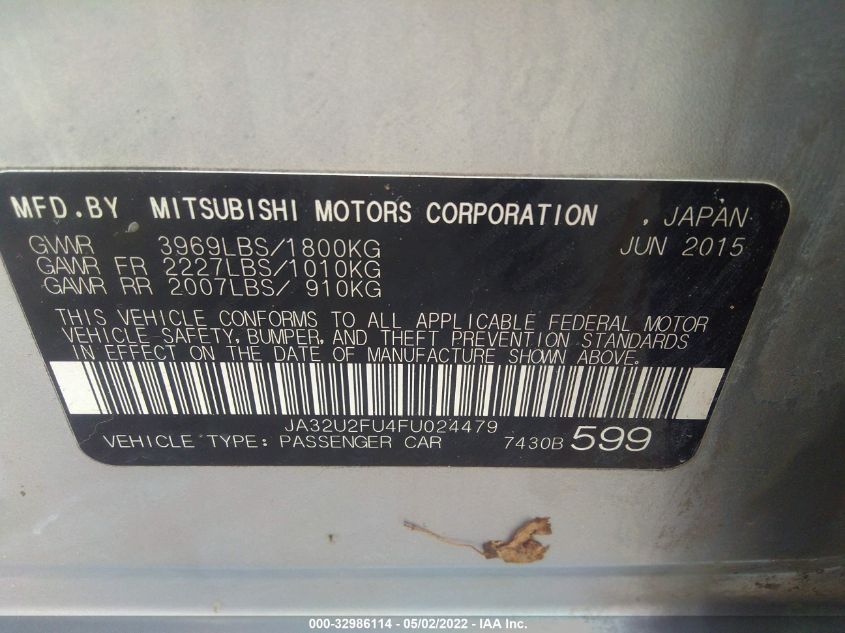 MFD.BY MITSUBISHI MOTORS CORPORATION , JAPAN
GVWR 3969LBS/1800KG JUN 2015
GAWR FR 2227LBS/1010KG
GAWR RR 2007LBS/ 910KG
THIS VEHICLE CONFORMS TO ALL APPLICABLE FEDERAL MOTOR
VEHICLE SAFETY, BUMPER, AND THEFT PREVENTION STANDARDS
IN EFFECT ON THE DATE OF MANUFACTURE SHOWN ABOVE.
JA32U2FU4FU024479
VEHICLE TYPE: PASSENGER CAR 7430B 599
000-32986114 - 05/02/2022 - IAA Inc.